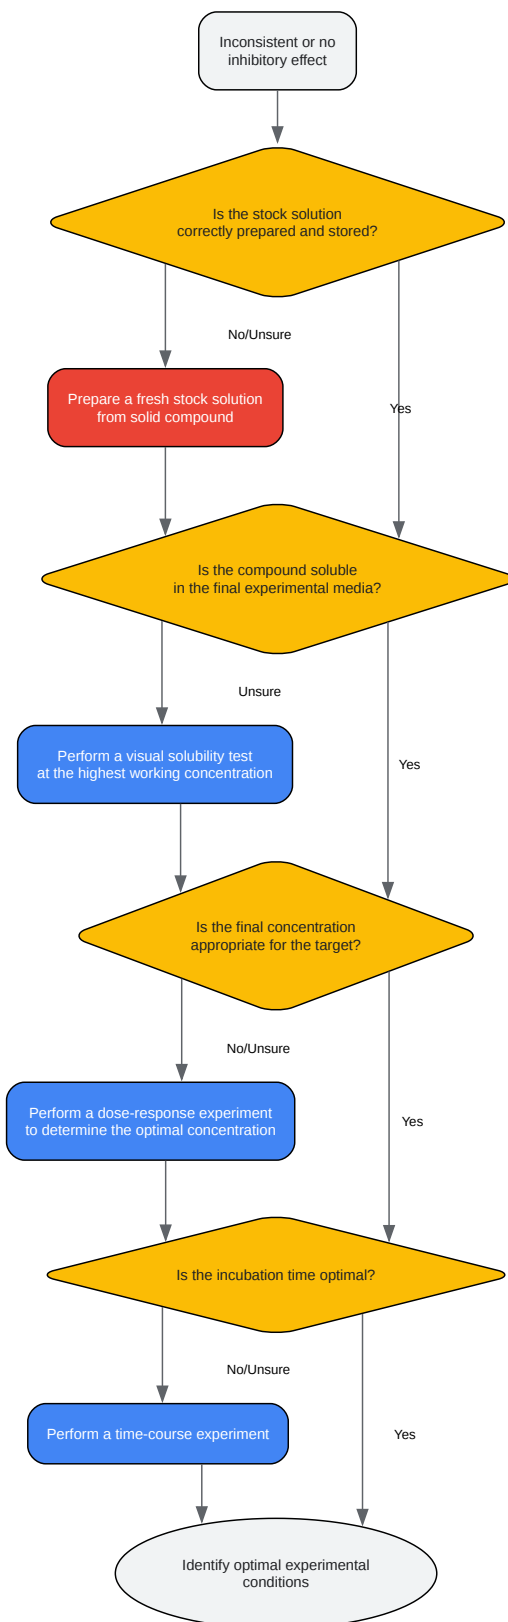 Inconsistent or no
inhibitory effect
Is the stock solution
correctly prepared and stored?
No/Unsure
Prepare a fresh stock solution
from solid compound
Yes
Is the compound soluble
in the final experimental media?
Unsure
Perform a visual solubility test
at the highest working concentration
Yes
Is the final concentration
appropriate for the target?
No/Unsure
Perform a dose-response experiment
to determine the optimal concentration
Yes
Is the incubation time optimal?
No/Unsure
Perform a time-course experiment
Yes
Identify optimal experimental
conditions